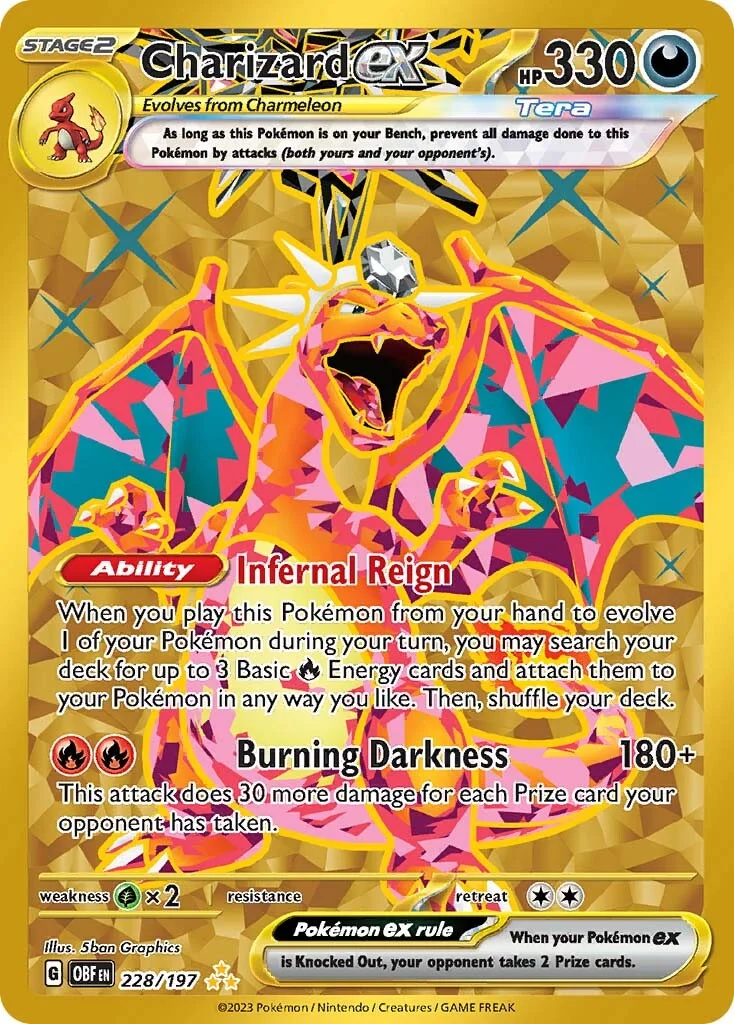 STAGE2
Charizard ex
HP 330
Evolves from Charmeleon
Tera
As long as this Pokémon is on your Bench, prevent all damage done to this
Pokémon by attacks (both yours and your opponent's).
Ability Infernal Reign
When you play this Pokémon from your hand to evolve
1 of your Pokémon during your turn, you may search your
deck for up to 3 Basic Energy cards and attach them to
your Pokémon in any way you like. Then, shuffle your deck.
Burning Darkness 180+
This attack does 30 more damage for each Prize card your
opponent has taken.
weakness ×2 resistance retreat
Pokémon ex rule
When your Pokémon ex
is Knocked Out, your opponent takes 2 Prize cards.
Illus. 5ban Graphics
G OBF EN 228/197
©2023 Pokémon / Nintendo / Creatures / GAME FREAK